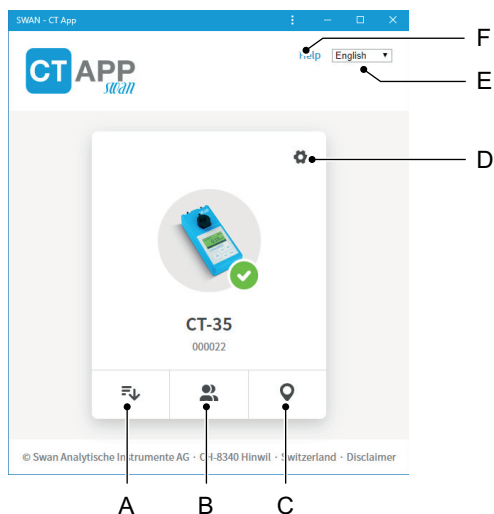 SWAN - CT App
F
Help English
E
CT APP
swan
D
CT-35
000022
© Swan Analytische Instrumente AG · CH-8340 Hinwil · Switzerland · Disclaimer
A B C